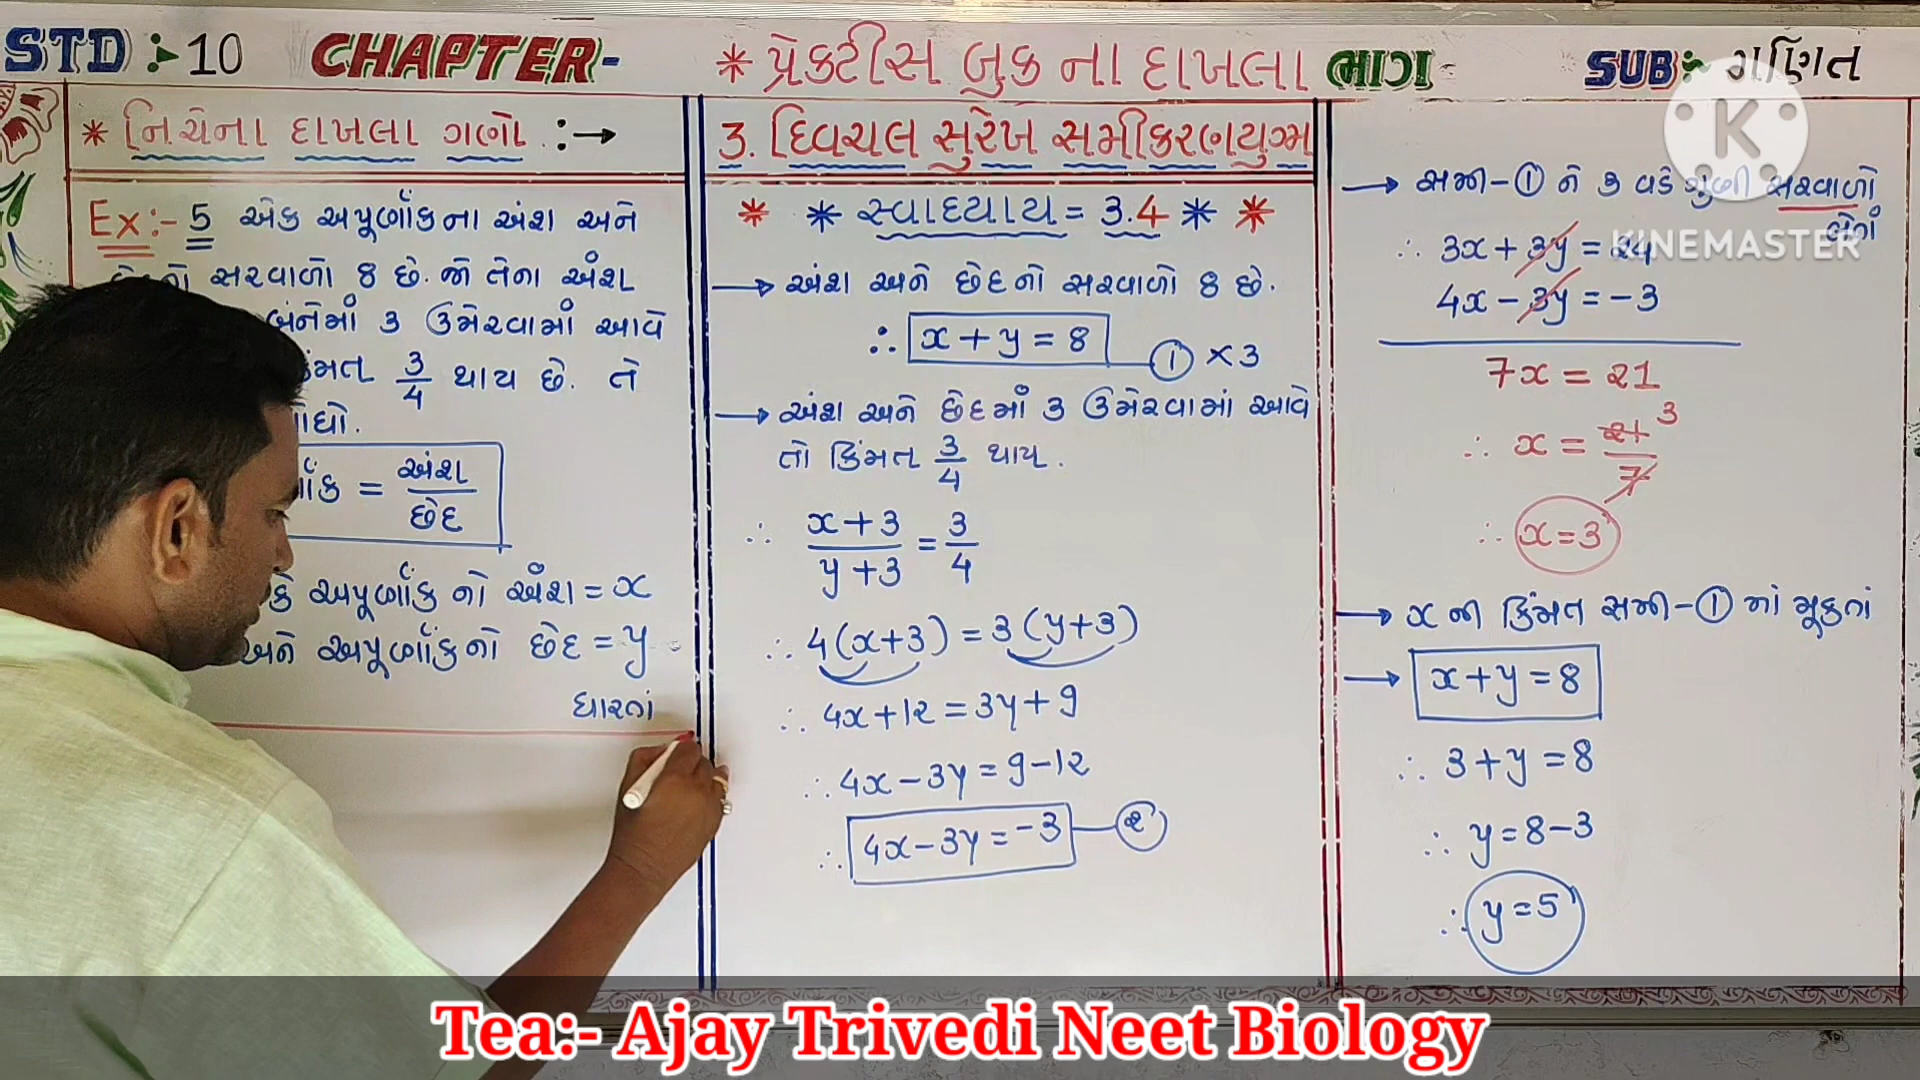 STD :- 10 CHAPTER- * પ્રેકટીસ બુક ના દાખલા ભાગ - SUB:- ગણિત
* નિચેના દાખલા ગણો :→
Ex:- 5 એક અપૂર્ણાંકના અંશ અને
સરવાળો 8 છે. જો તેના અંશ
બંનેમાં 3 ઉમેરવામાં આવે
3/4 થાય છે. તે
= અંશ/છેદ
અપૂર્ણાંક નો અંશ = x
અને અપૂર્ણાંકનો છેદ = y
ધારતાં
3. દ્વિચલ સુરેખ સમીકરણયુગ્મ
* * સ્વાધ્યાય = 3.4 * *
→ અંશ અને છેદનો સરવાળો 8 છે.
∴ x + y = 8 ① × 3
→ અંશ અને છેદમાં 3 ઉમેરવામાં આવે
તો કિંમત 3/4 થાય.
∴ x+3/y+3 = 3/4
∴ 4(x+3) = 3(y+3)
∴ 4x+12 = 3y+9
∴ 4x-3y = 9-12
∴ 4x-3y = -3 — ②
→ સમી-① ને 3 વડે ગુણી સરવાળો
લેતાં
∴ 3x + 3y = 24
4x - 3y = -3
7x = 21
∴ x = 21/7 3
∴ x=3
→ x ની કિંમત સમી-① માં મૂકતાં
→ x+y=8
∴ 3+y=8
∴ y=8-3
∴ y=5
K
KINEMASTER
Tea:- Ajay Trivedi Neet Biology